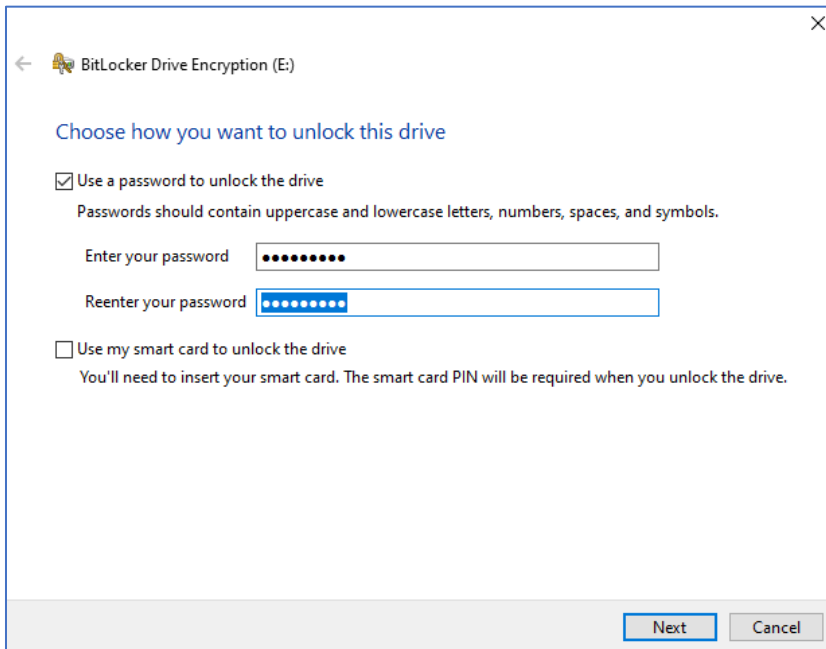 BitLocker Drive Encryption (E:)
Choose how you want to unlock this drive
Use a password to unlock the drive
Passwords should contain uppercase and lowercase letters, numbers, spaces, and symbols.
Enter your password ●●●●●●●●●
Reenter your password ●●●●●●●●●
Use my smart card to unlock the drive
You'll need to insert your smart card. The smart card PIN will be required when you unlock the drive.
Next Cancel